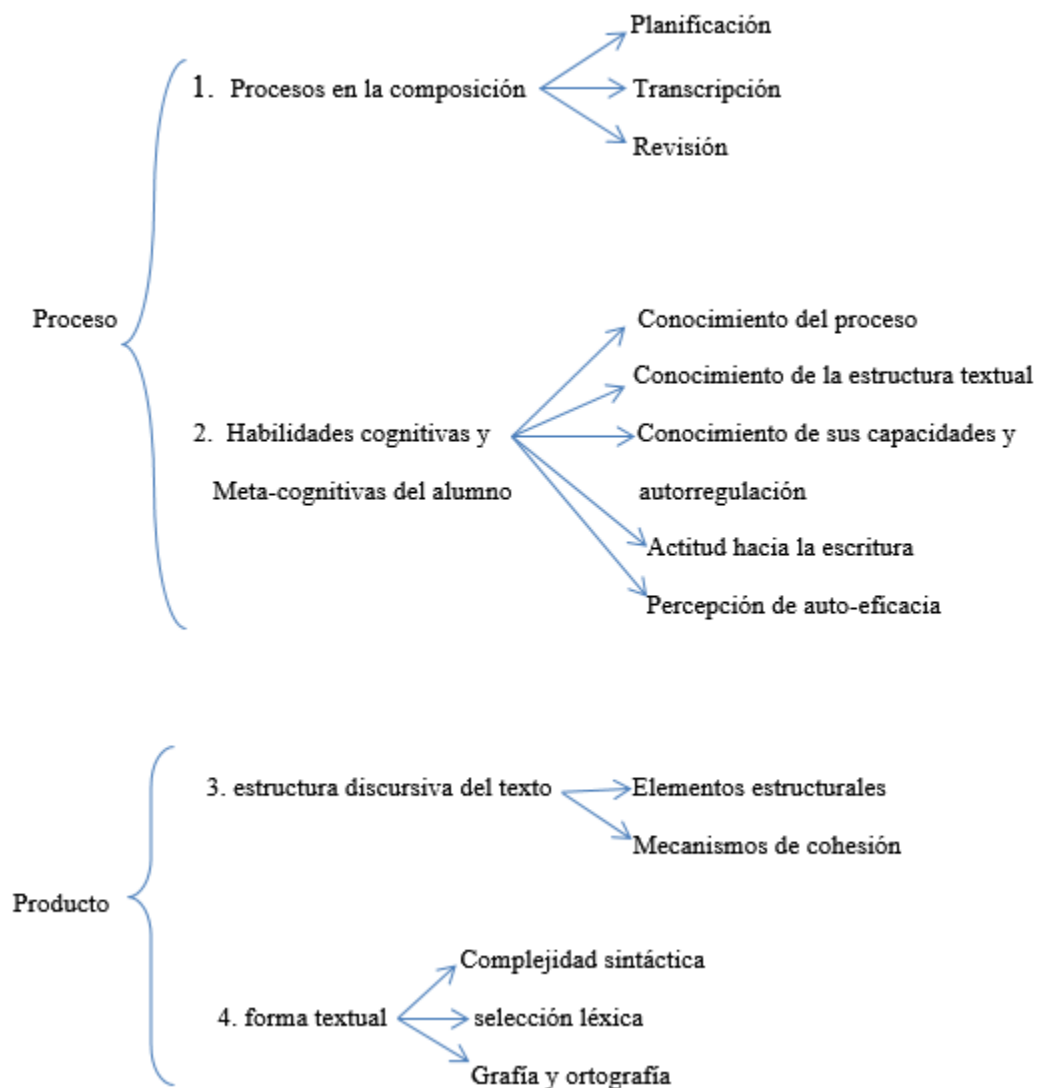 Planificación
1. Procesos en la composición
Transcripción
Revisión
Proceso
Conocimiento del proceso
Conocimiento de la estructura textual
2. Habilidades cognitivas y
Conocimiento de sus capacidades y
Meta-cognitivas del alumno
autorregulación
Actitud hacia la escritura
Percepción de auto-eficacia
3. estructura discursiva del texto
Elementos estructurales
Mecanismos de cohesión
Producto
Complejidad sintáctica
4. forma textual
selección léxica
Grafía y ortografía